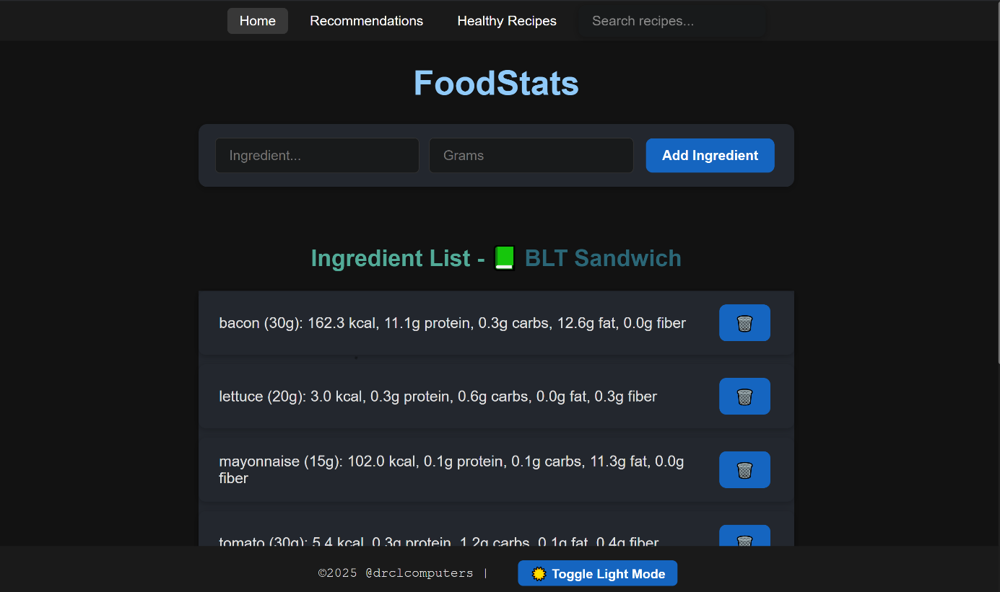 Home Recommendations Healthy Recipes Search recipes...
FoodStats
Ingredient... Grams Add Ingredient
Ingredient List - 📗 BLT Sandwich
bacon (30g): 162.3 kcal, 11.1g protein, 0.3g carbs, 12.6g fat, 0.0g fiber
lettuce (20g): 3.0 kcal, 0.3g protein, 0.6g carbs, 0.0g fat, 0.3g fiber
mayonnaise (15g): 102.0 kcal, 0.1g protein, 0.1g carbs, 11.3g fat, 0.0g
fiber
tomato (30g): 5.4 kcal, 0.3g protein, 1.2g carbs, 0.1g fat, 0.4g fiber
©2025 @drclcomputers | Toggle Light Mode